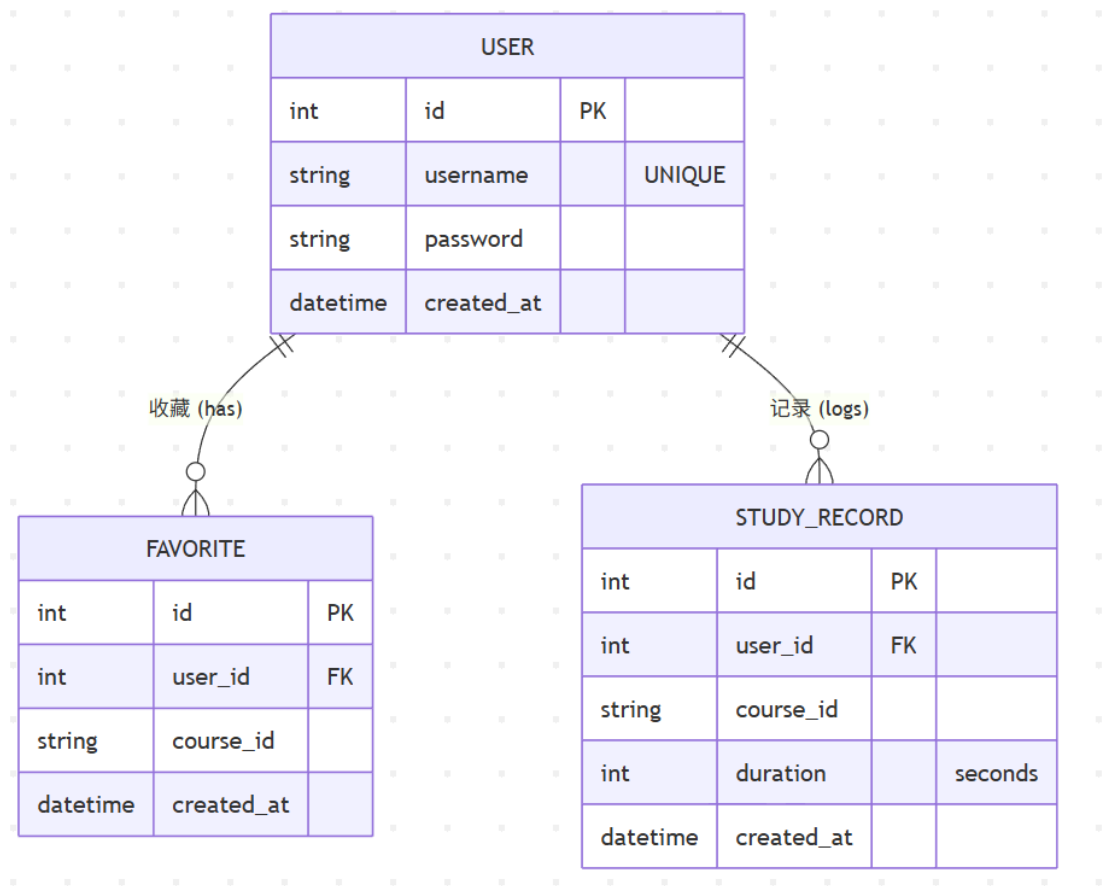 USER
int id PK
string username UNIQUE
string password
datetime created_at
收藏 (has)
记录 (logs)
FAVORITE
int id PK
int user_id FK
string course_id
datetime created_at
STUDY_RECORD
int id PK
int user_id FK
string course_id
int duration seconds
datetime created_at